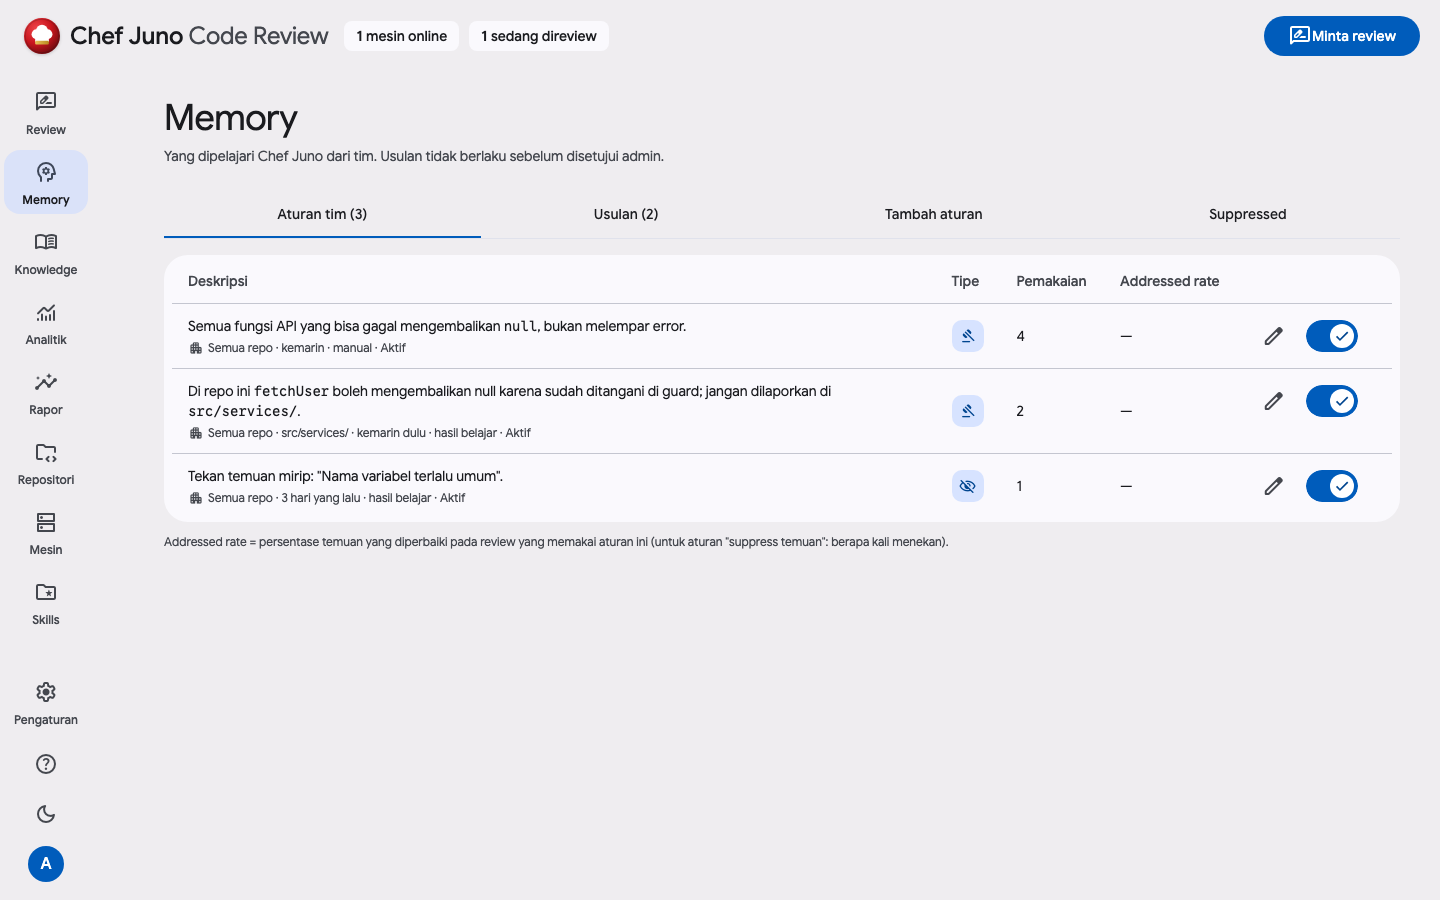 Chef Juno Code Review
1 mesin online
1 sedang direview
Minta review
Review
Memory
Knowledge
Analitik
Rapor
Repositori
Mesin
Skills
Pengaturan
A
Memory
Yang dipelajari Chef Juno dari tim. Usulan tidak berlaku sebelum disetujui admin.
Aturan tim (3)
Usulan (2)
Tambah aturan
Suppressed
Deskripsi
Tipe
Pemakaian
Addressed rate
Semua fungsi API yang bisa gagal mengembalikan null, bukan melempar error.
Semua repo · kemarin · manual · Aktif
4
—
Di repo ini fetchUser boleh mengembalikan null karena sudah ditangani di guard; jangan dilaporkan di
src/services/.
Semua repo · src/services/ · kemarin dulu · hasil belajar · Aktif
2
—
Tekan temuan mirip: "Nama variabel terlalu umum".
Semua repo · 3 hari yang lalu · hasil belajar · Aktif
1
—
Addressed rate = persentase temuan yang diperbaiki pada review yang memakai aturan ini (untuk aturan "suppress temuan": berapa kali menekan).